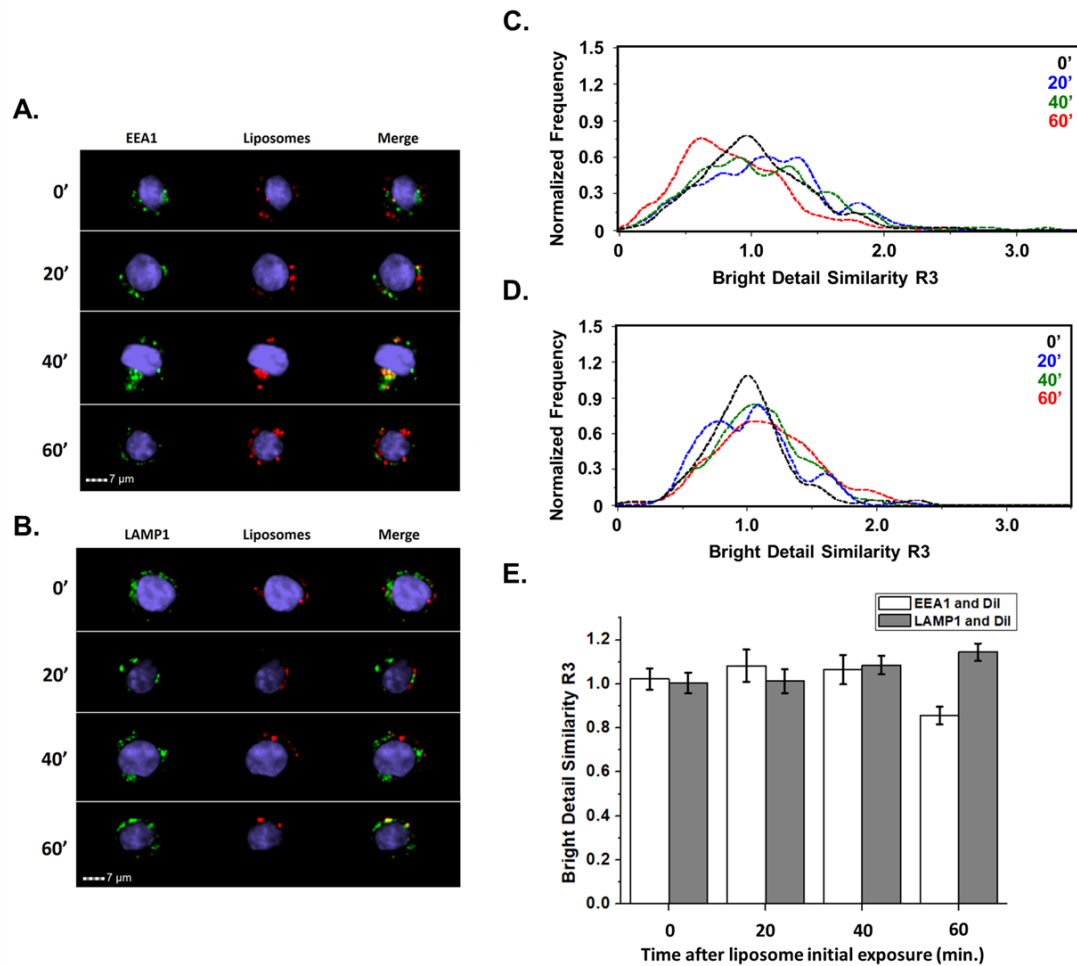 A.
EEA1 Liposomes Merge
0’
20’
40’
60’
7 µm
B.
LAMP1 Liposomes Merge
0’
20’
40’
60’
7 µm
C.
Normalized Frequency
1.5
1.2
0.9
0.6
0.3
0
0 1.0 2.0 3.0
Bright Detail Similarity R3
0’
20’
40’
60’
D.
Normalized Frequency
1.5
1.2
0.9
0.6
0.3
0
0 1.0 2.0 3.0
Bright Detail Similarity R3
0’
20’
40’
60’
E.
EEA1 and DiI
LAMP1 and DiI
Bright Detail Similarity R3
1.2
1.0
0.8
0.6
0.4
0.2
0.0
0 20 40 60
Time after liposome initial exposure (min.)